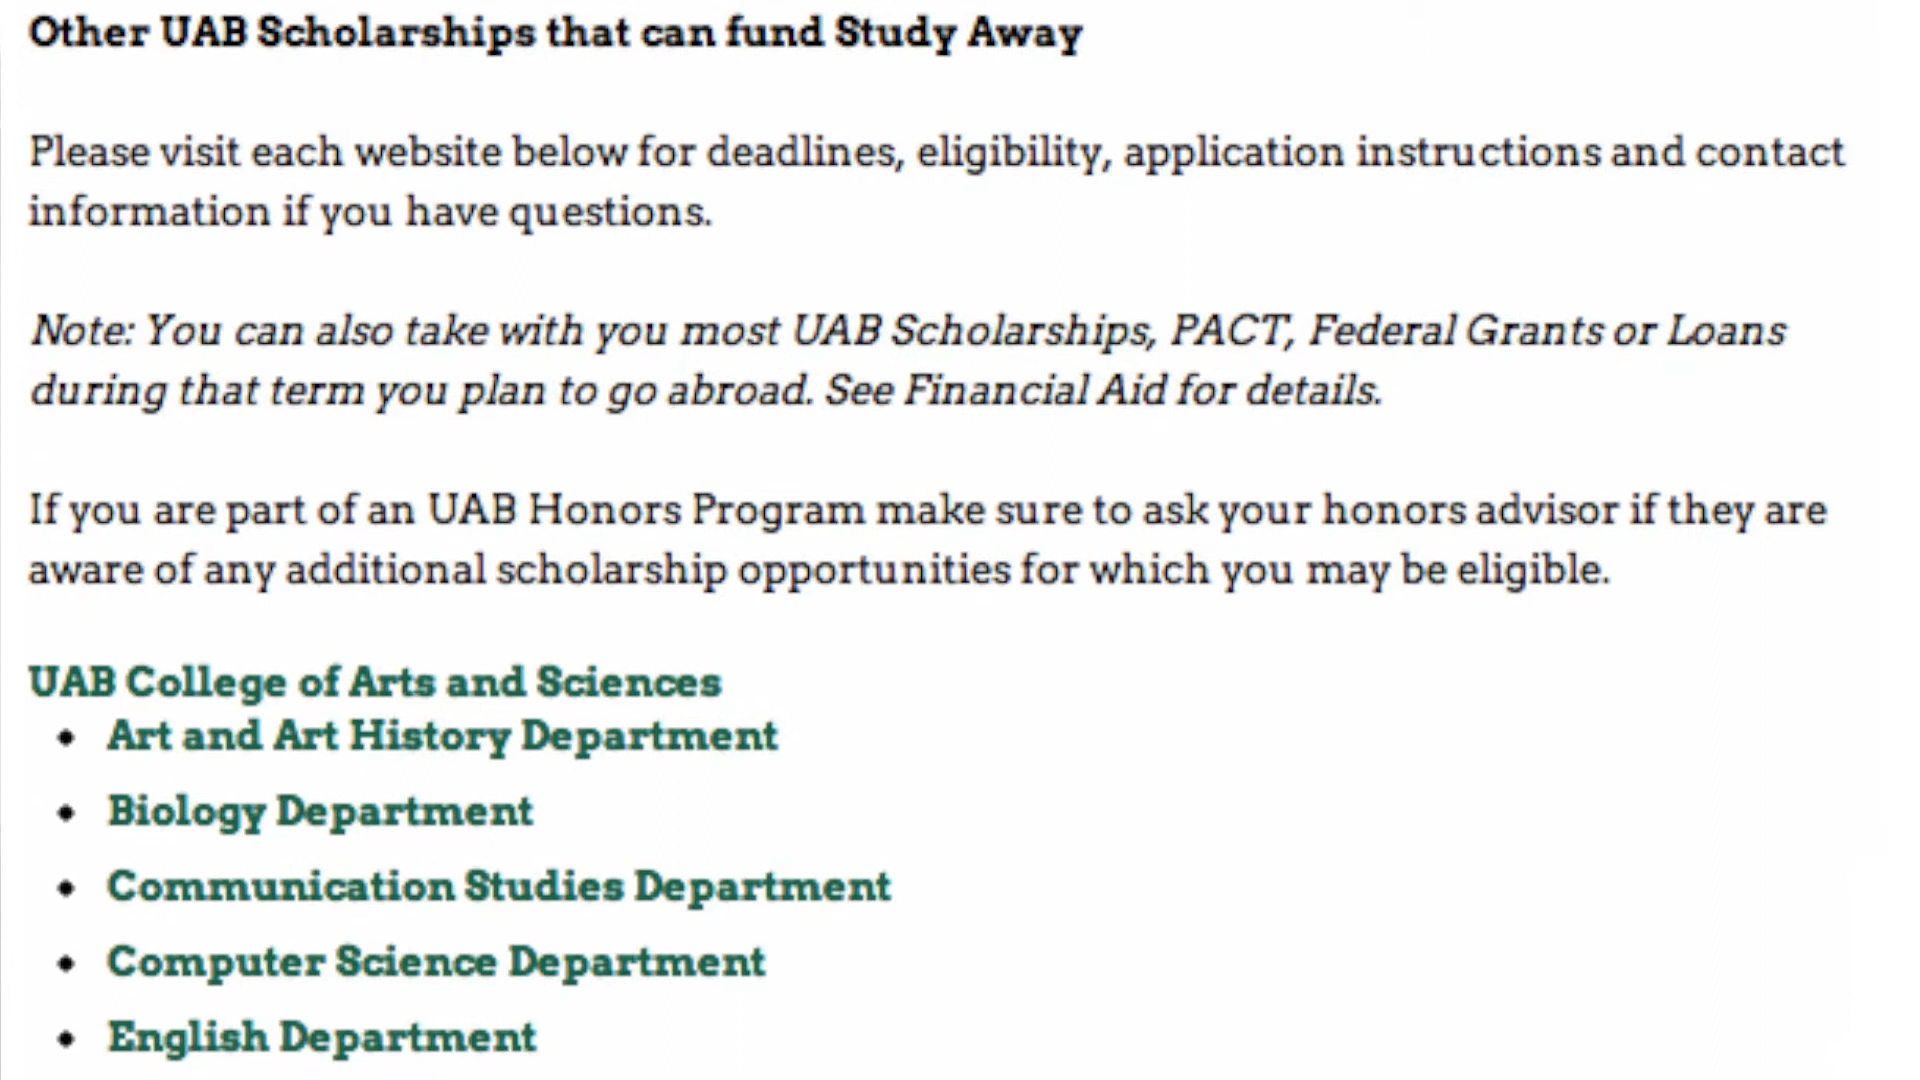 Other UAB Scholarships that can fund Study Away
Please visit each website below for deadlines, eligibility, application instructions and contact
information if you have questions.
Note: You can also take with you most UAB Scholarships, PACT, Federal Grants or Loans
during that term you plan to go abroad. See Financial Aid for details.
If you are part of an UAB Honors Program make sure to ask your honors advisor if they are
aware of any additional scholarship opportunities for which you may be eligible.
UAB College of Arts and Sciences
• Art and Art History Department
• Biology Department
• Communication Studies Department
• Computer Science Department
• English Department